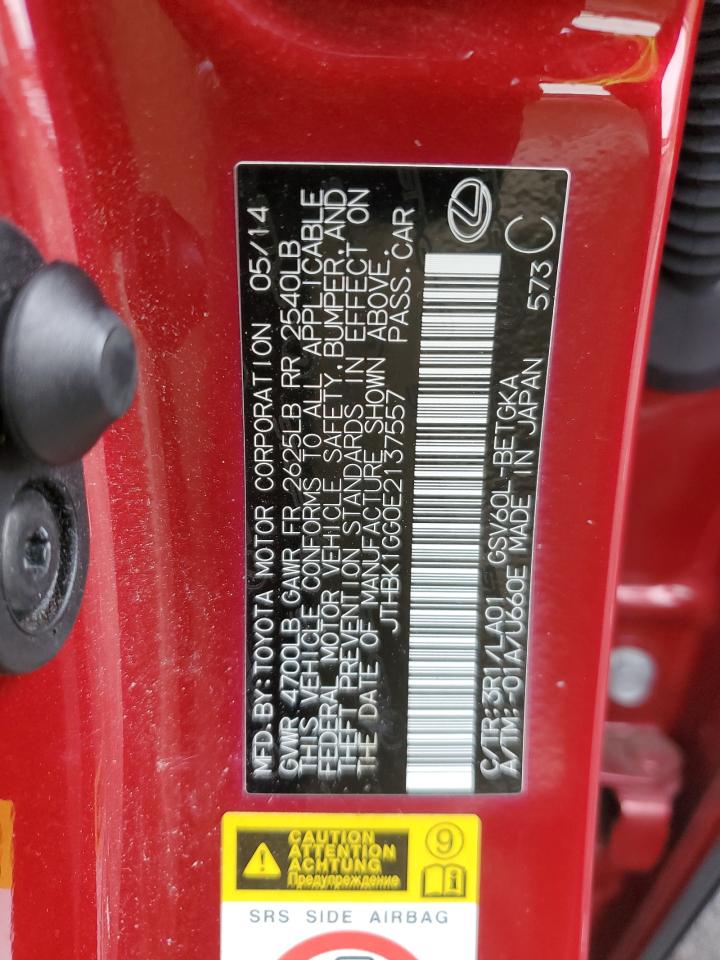 MFD.BY:TOYOTA MOTOR CORPORATION 05/14
GVWR 4700LB GAWR FR 2625LB RR 2540LB
THIS VEHICLE CONFORMS TO ALL APPLICABLE
FEDERAL MOTOR VEHICLE SAFETY,BUMPER,AND
THEFT PREVENTION STANDARDS IN EFFECT ON
THE DATE OF MANUFACTURE SHOWN ABOVE.
JTHBK1GG0E2137557 PASS.CAR
C/TR:3R1/LA01 GSV60L-BETGKA 573 C
A/TM:-01A/U660E MADE IN JAPAN
CAUTION
ATTENTION
ACHTUNG
Предупреждение
9
i
SRS SIDE AIRBAG